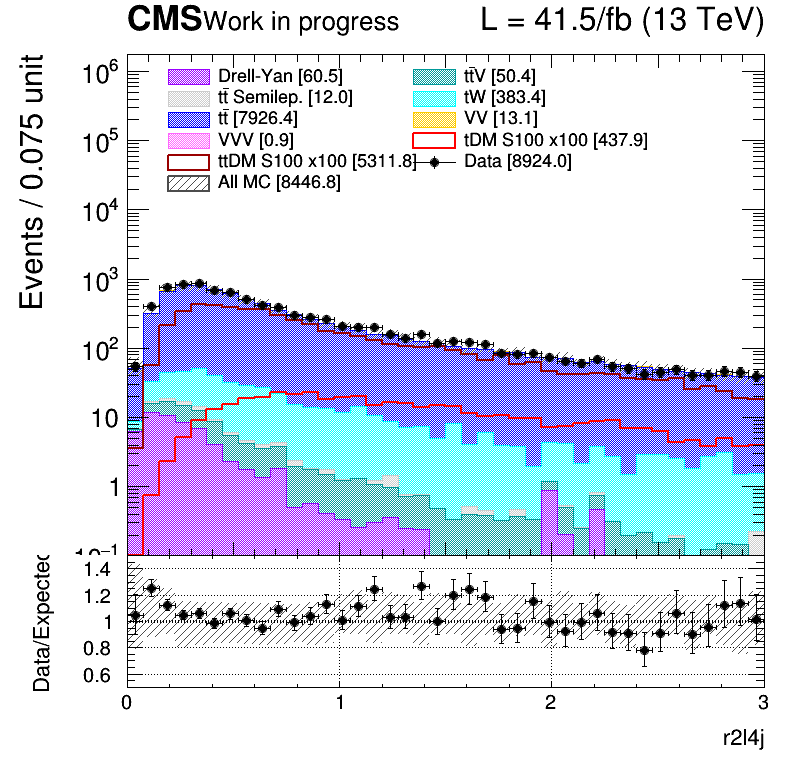 CMS Work in progress L = 41.5/fb (13 TeV)
Events / 0.075 unit
10⁶
10⁵
10⁴
10³
10²
10
1
10⁻¹
Drell-Yan [60.5] tt̄V [50.4]
tt̄ Semilep. [12.0] tW [383.4]
tt̄ [7926.4] VV [13.1]
VVV [0.9] tDM S100 x100 [437.9]
ttDM S100 x100 [5311.8] Data [8924.0]
All MC [8446.8]
Data/Expected
1.4
1.2
1
0.8
0.6
0 1 2 3
r2l4j